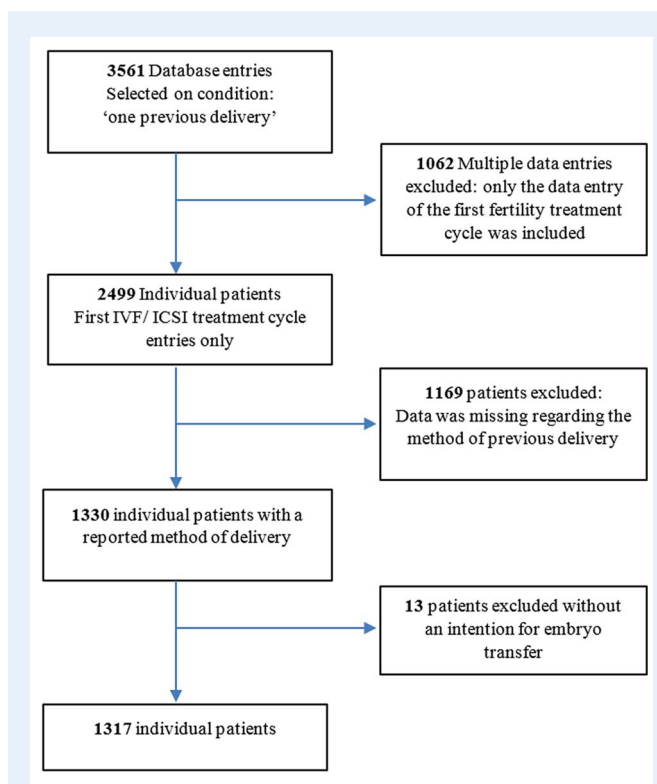 3561 Database entries
Selected on condition:
‘one previous delivery’
1062 Multiple data entries
excluded: only the data entry
of the first fertility treatment
cycle was included
2499 Individual patients
First IVF/ ICSI treatment cycle
entries only
1169 patients excluded:
Data was missing regarding the
method of previous delivery
1330 individual patients with a
reported method of delivery
13 patients excluded without
an intention for embryo
transfer
1317 individual patients